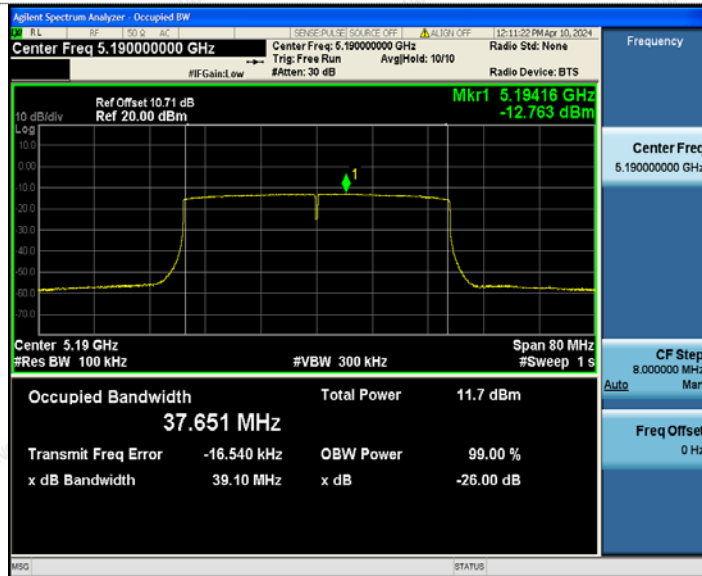 Agilent Spectrum Analyzer - Occupied BW
RL RF 50 Ω AC SENSE:PULSE SOURCE OFF ALIGN OFF 12:11:22 PM Apr 10, 2024
Center Freq 5.190000000 GHz
Center Freq: 5.190000000 GHz
Radio Std: None
Trig: Free Run Avg|Hold: 10/10
#IFGain:Low #Atten: 30 dB Radio Device: BTS
Frequency
Mkr1 5.19416 GHz
-12.763 dBm
Ref Offset 10.71 dB
10 dB/div Ref 20.00 dBm
Log
10.0
0.00
-10.0
-20.0
-30.0
-40.0
-50.0
-60.0
-70.0
1
Center 5.19 GHz Span 80 MHz
#Res BW 100 kHz #VBW 300 kHz #Sweep 1 s
Occupied Bandwidth
37.651 MHz
Total Power 11.7 dBm
Transmit Freq Error -16.540 kHz OBW Power 99.00 %
x dB Bandwidth 39.10 MHz x dB -26.00 dB
Center Freq
5.190000000 GHz
CF Step
8.000000 MHz
Auto Man
Freq Offset
0 Hz
MSG STATUS